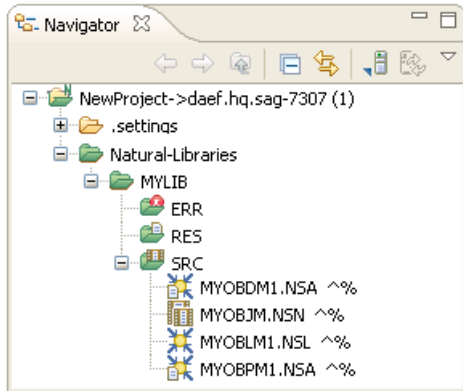 Navigator
NewProject->daef.hq.sag-7307 (1)
.settings
Natural-Libraries
MYLIB
ERR
RES
SRC
MYOBDM1.NSA ^%
MYOBJM.NSN ^%
MYOBLM1.NSL ^%
MYOBPM1.NSA ^%